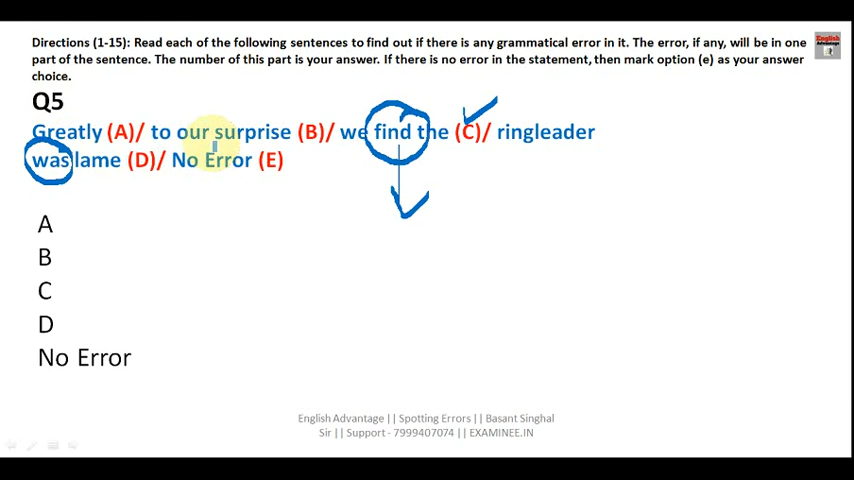 Directions (1-15): Read each of the following sentences to find out if there is any grammatical error in it. The error, if any, will be in one
part of the sentence. The number of this part is your answer. If there is no error in the statement, then mark option (e) as your answer
choice.
English
Advantage
Q5
Greatly (A)/ to our surprise (B)/ we find the (C)/ ringleader
was lame (D)/ No Error (E)
A
B
C
D
No Error
English Advantage || Spotting Errors || Basant Singhal
Sir || Support - 7999407074 || EXAMINEE.IN